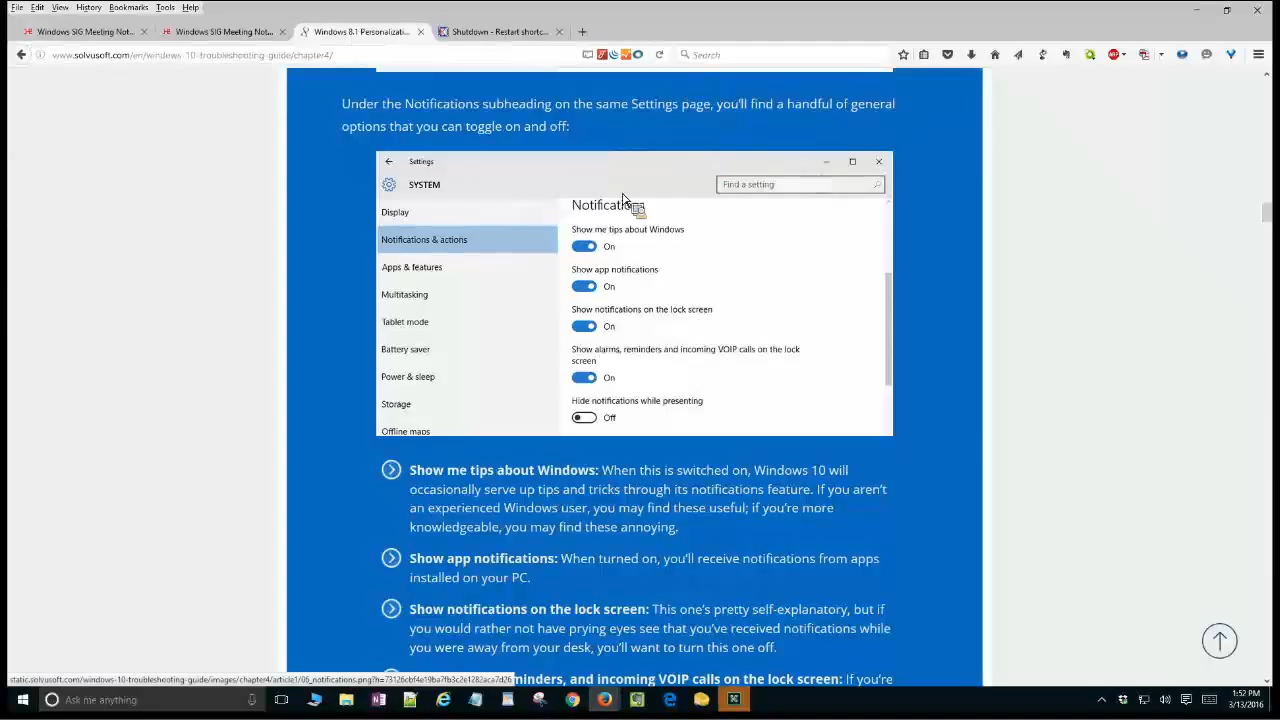 File Edit View History Bookmarks Tools Help
Windows SIG Meeting Not...
Windows SIG Meeting Not...
Windows 8.1 Personalizati...
Shutdown - Restart shortc...
www.solvusoft.com/en/windows-10-troubleshooting-guide/chapter4/
Search
Under the Notifications subheading on the same Settings page, you'll find a handful of general
options that you can toggle on and off:
Settings
SYSTEM
Find a setting
Display
Notifications & actions
Apps & features
Multitasking
Tablet mode
Battery saver
Power & sleep
Storage
Offline maps
Show me tips about Windows
On
Show app notifications
On
Show notifications on the lock screen
On
Show alarms, reminders and incoming VOIP calls on the lock
screen
On
Hide notifications while presenting
Off
Show me tips about Windows: When this is switched on, Windows 10 will
occasionally serve up tips and tricks through its notifications feature. If you aren't
an experienced Windows user, you may find these useful; if you're more
knowledgeable, you may find these annoying.
Show app notifications: When turned on, you'll receive notifications from apps
installed on your PC.
Show notifications on the lock screen: This one's pretty self-explanatory, but if
you would rather not have prying eyes see that you've received notifications while
you were away from your desk, you'll want to turn this one off.
minders, and incoming VOIP calls on the lock screen: If you're
Ask me anything
1:52 PM
3/13/2016